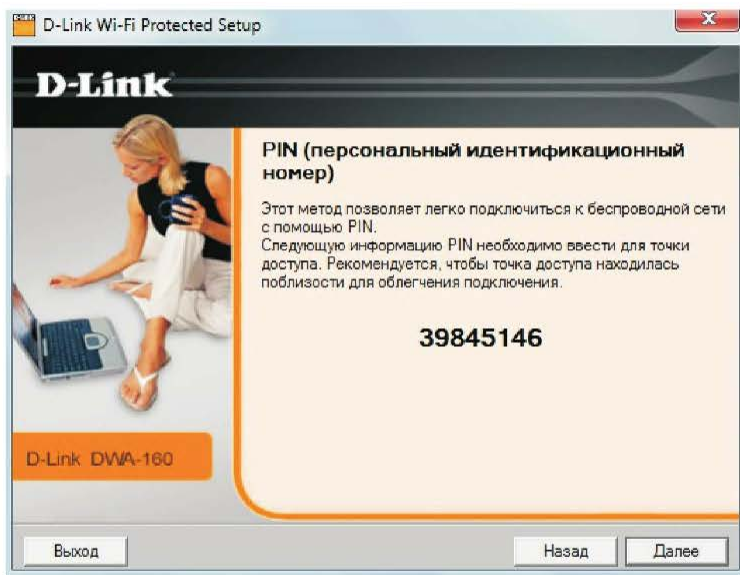 D-Link Wi-Fi Protected Setup
D-Link
PIN (персональный идентификационный
номер)
Этот метод позволяет легко подключиться к беспроводной сети
с помощью PIN.
Следующую информацию PIN необходимо ввести для точки
доступа. Рекомендуется, чтобы точка доступа находилась
поблизости для облегчения подключения.
39845146
D-Link DWA-160
Выход
Назад
Далее